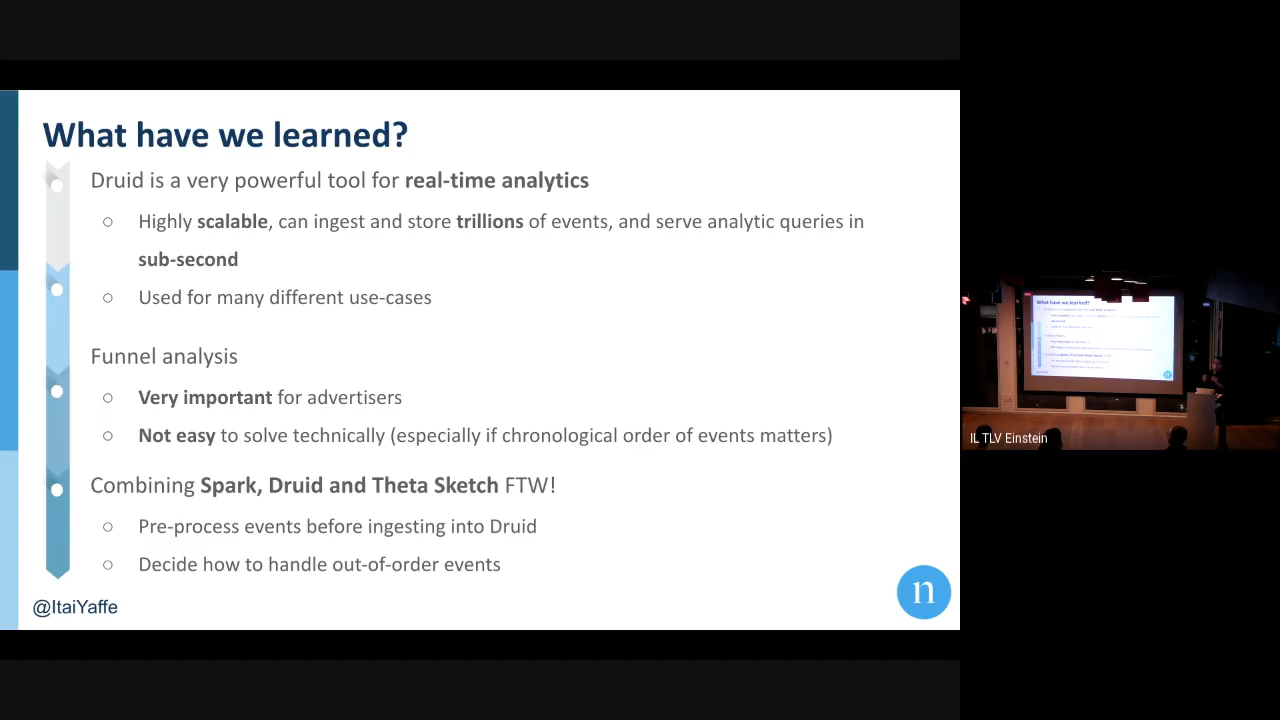 What have we learned?
Druid is a very powerful tool for real-time analytics
○ Highly scalable, can ingest and store trillions of events, and serve analytic queries in
sub-second
○ Used for many different use-cases
Funnel analysis
○ Very important for advertisers
○ Not easy to solve technically (especially if chronological order of events matters)
Combining Spark, Druid and Theta Sketch FTW!
○ Pre-process events before ingesting into Druid
○ Decide how to handle out-of-order events
@ItaiYaffe
n
What have we learned?
IL TLV Einstein